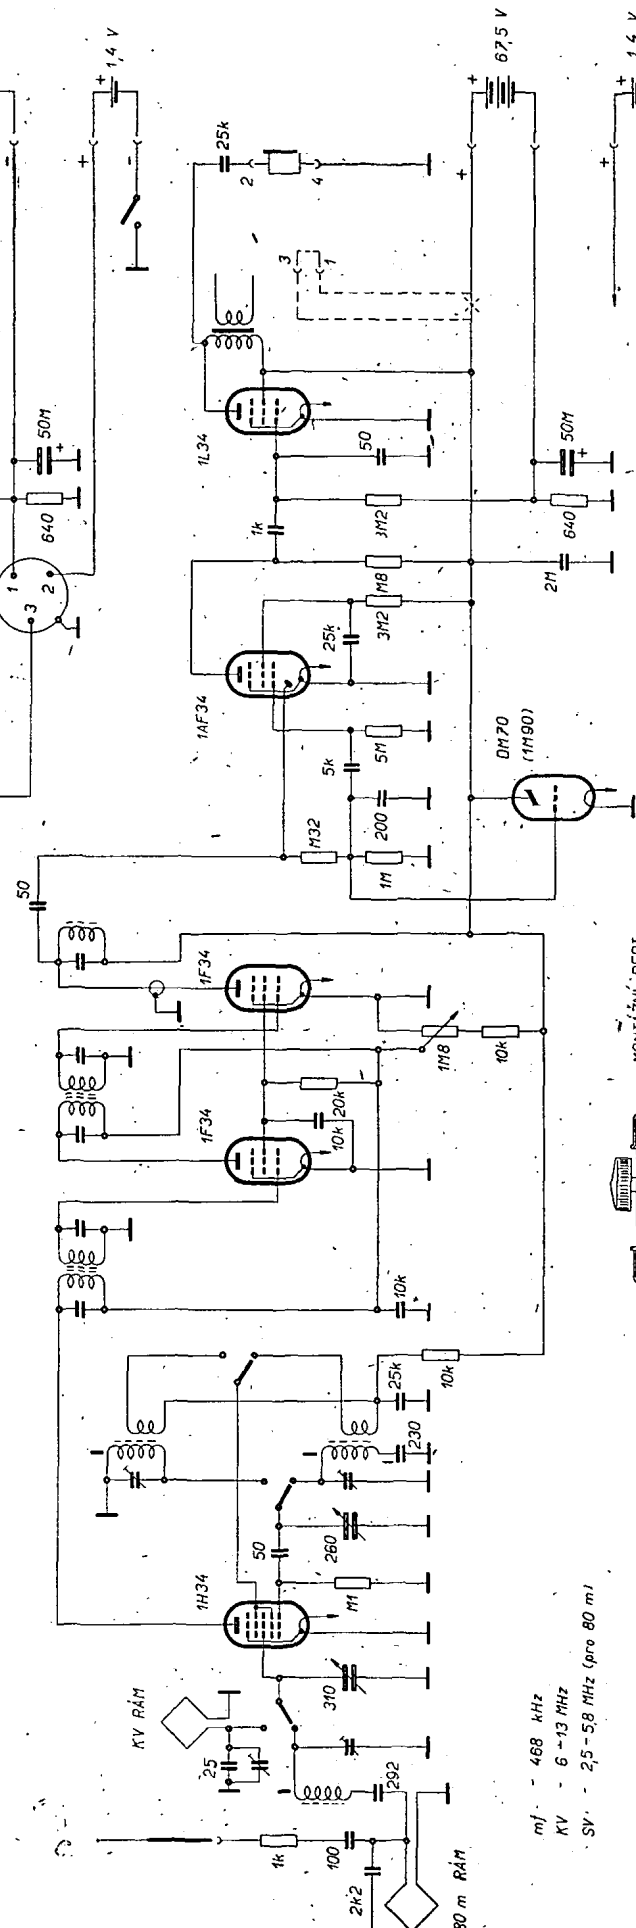 1,4 V
+
-
+
-
50M
+
640
1
2
3
25k
2
4
3
1
67,5 V
+
+
1,4 V
+
1L34
50
50M
+
1k
3M2
640
M8
2M
3M2
25k
1AF34
5k
5M
DM70
(1M90)
200
M32
1M
50
1F34
1M8
10k
20k
1F34
10k
10k
25k
10k
230
50
260
1H34
M1
310
KV RÁM
25
292
1k
100
2k2
80 m RÁM
mf. - 468 kHz
KV - 6-13 MHz
SV - 2,5-5,8 MHz (pro 80 m)